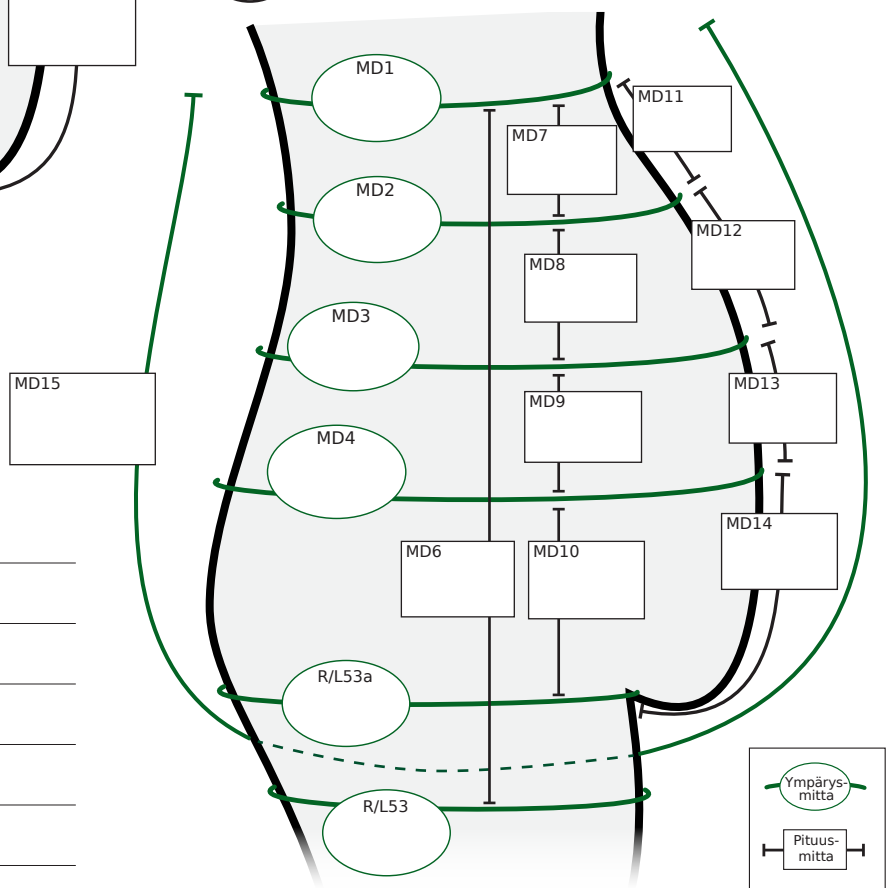 MD1
MD11
MD7
MD2
MD12
MD8
MD3
MD15
MD13
MD9
MD4
MD14
MD6
MD10
R/L53a
Ympärys-
mitta
R/L53
Pituus-
mitta